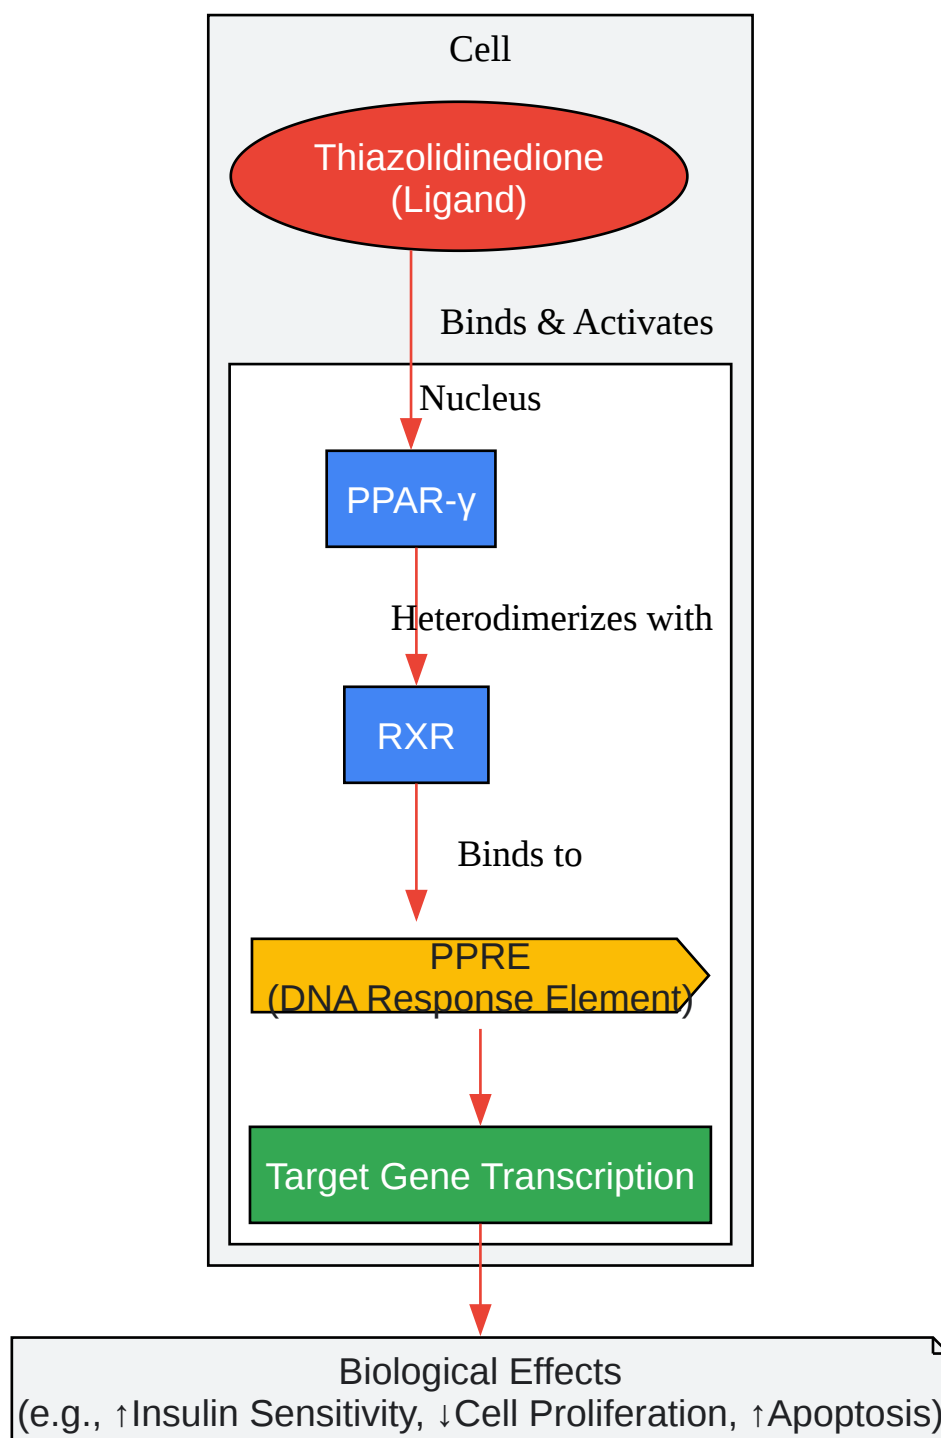 Cell
Thiazolidinedione
(Ligand)
Binds & Activates
Nucleus
PPAR-γ
Heterodimerizes with
RXR
Binds to
PPRE
(DNA Response Element)
Target Gene Transcription
Biological Effects
(e.g., ↑Insulin Sensitivity, ↓Cell Proliferation, ↑Apoptosis)